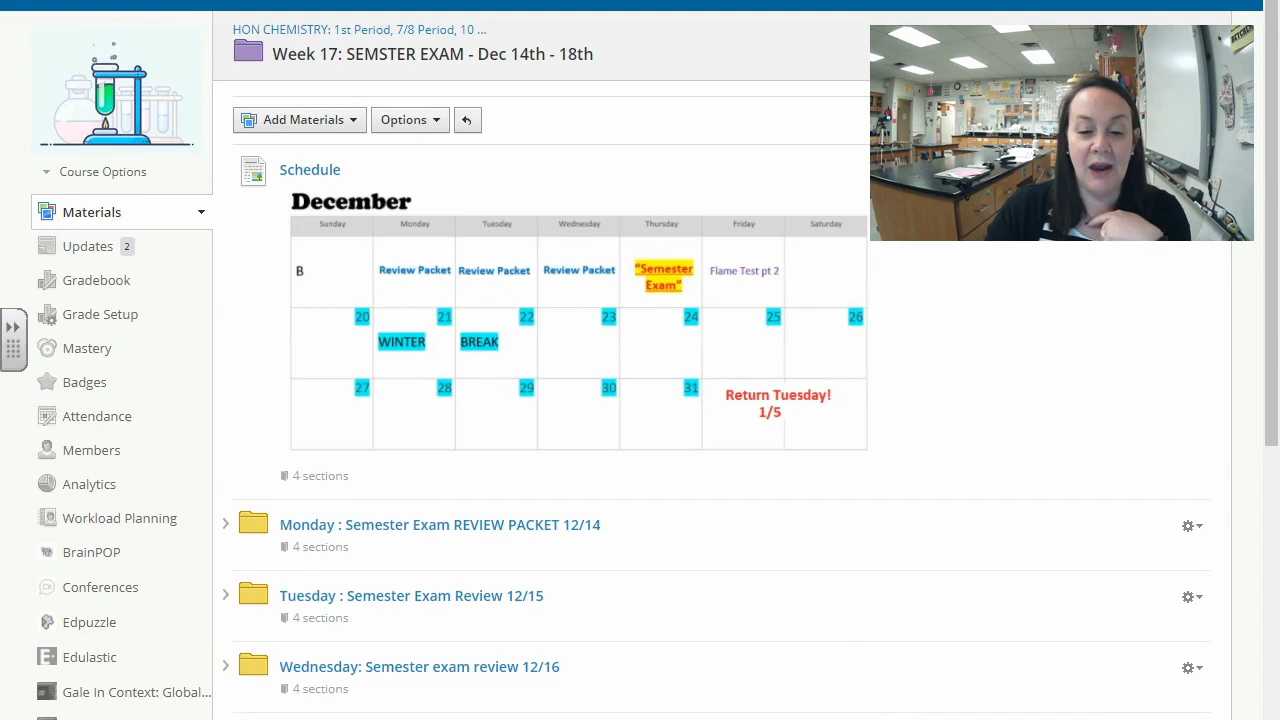 HON CHEMISTRY: 1st Period, 7/8 Period, 10 ...
Week 17: SEMSTER EXAM - Dec 14th - 18th
Add Materials
Options
Course Options
Materials
Updates 2
Gradebook
Grade Setup
Mastery
Badges
Attendance
Members
Analytics
Workload Planning
BrainPOP
Conferences
Edpuzzle
Edulastic
Gale In Context: Global...
Schedule
December
Sunday Monday Tuesday Wednesday Thursday Friday Saturday
B Review Packet Review Packet Review Packet "Semester Exam" Flame Test pt 2
20 21 22 23 24 25 26
WINTER BREAK
27 28 29 30 31
Return Tuesday!
1/5
4 sections
Monday : Semester Exam REVIEW PACKET 12/14
4 sections
Tuesday : Semester Exam Review 12/15
4 sections
Wednesday: Semester exam review 12/16
4 sections